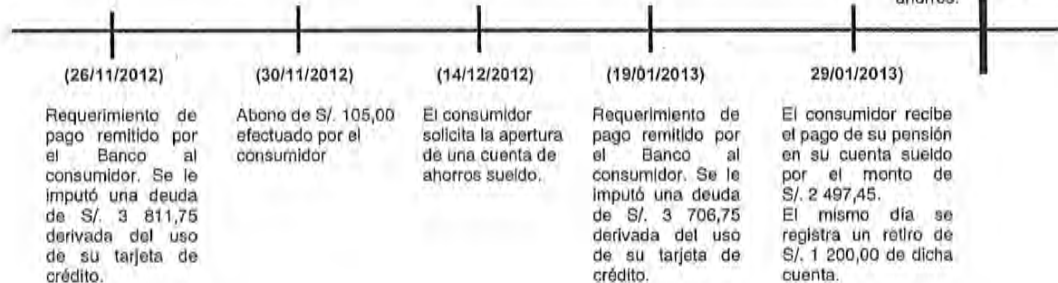 ahorros.
(26/11/2012)
(30/11/2012)
(14/12/2012)
(19/01/2013)
29/01/2013)
Requerimiento de
pago remitido por
el Banco al
consumidor. Se le
imputó una deuda
de S/. 3 811,75
derivada del uso
de su tarjeta de
crédito.
Abono de S/. 105,00
efectuado por el
consumidor
El consumidor
solicita la apertura
de una cuenta de
ahorros sueldo.
Requerimiento de
pago remitido por
el Banco al
consumidor. Se le
imputó una deuda
de S/. 3 706,75
derivada del uso
de su tarjeta de
crédito.
El consumidor recibe
el pago de su pensión
en su cuenta sueldo
por el monto de
S/. 2 497,45.
El mismo día se
registra un retiro de
S/. 1 200,00 de dicha
cuenta.